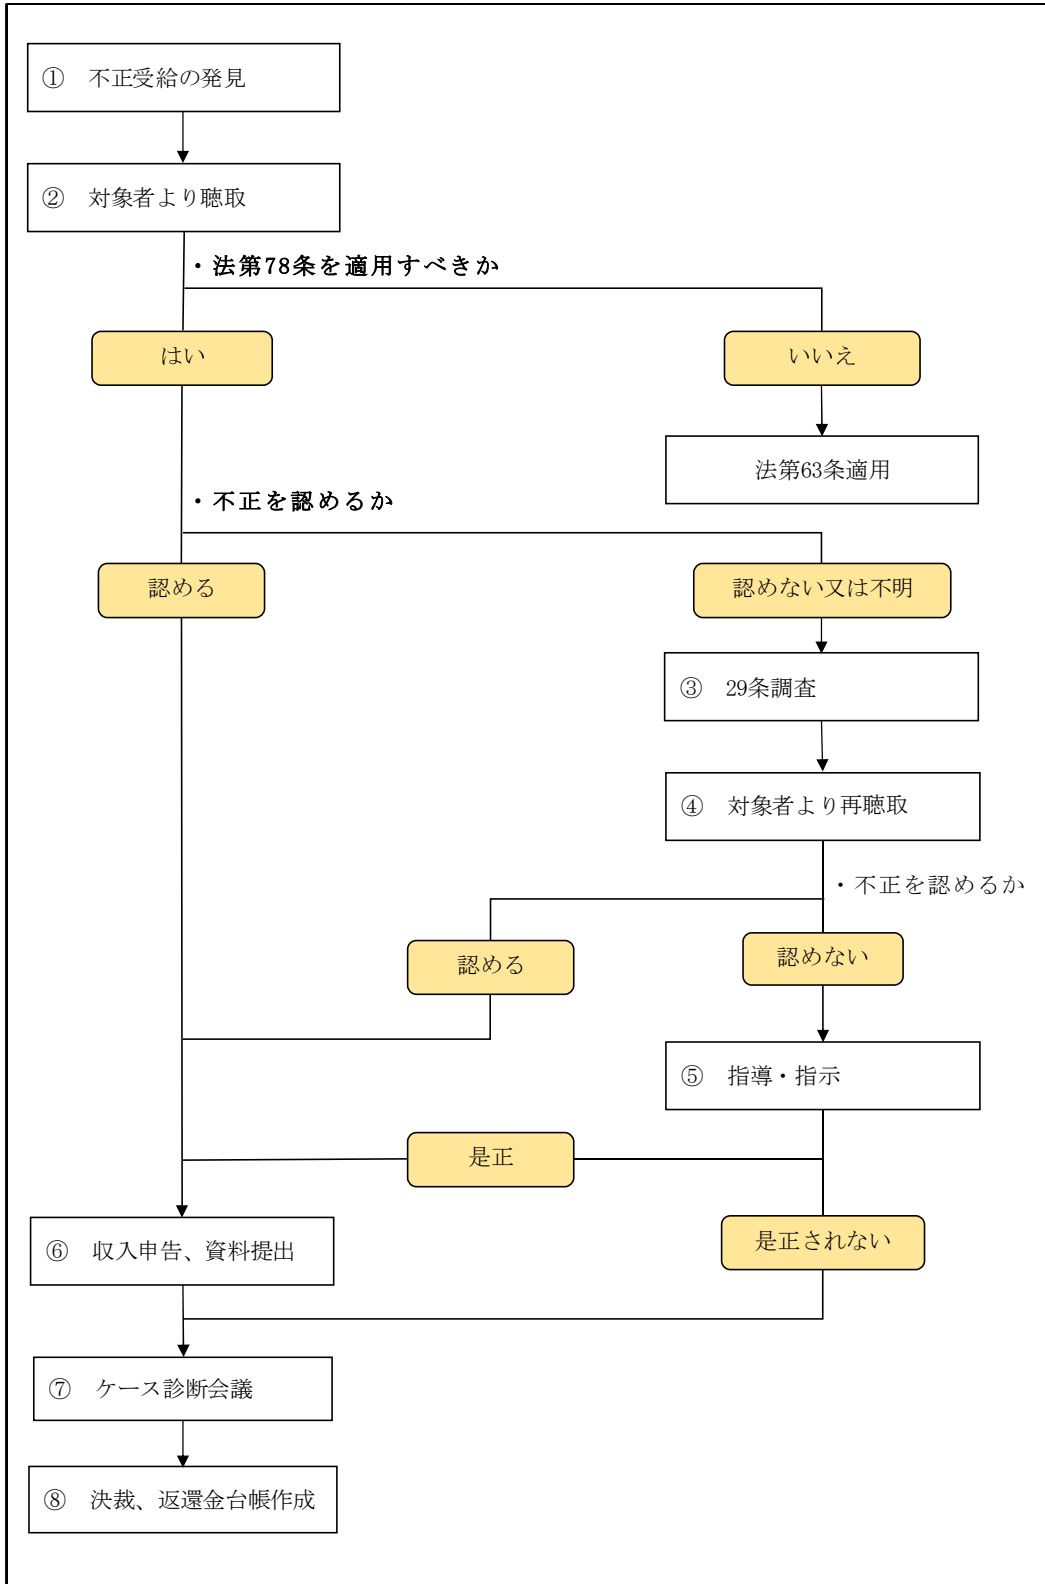 ①　不正受給の発見
②　対象者より聴取
・法第78条を適用すべきか
はい
いいえ
法第63条適用
・不正を認めるか
認める
認めない又は不明
③　29条調査
④　対象者より再聴取
・不正を認めるか
認める
認めない
⑤　指導・指示
是正
是正されない
⑥　収入申告、資料提出
⑦　ケース診断会議
⑧　決裁、返還金台帳作成